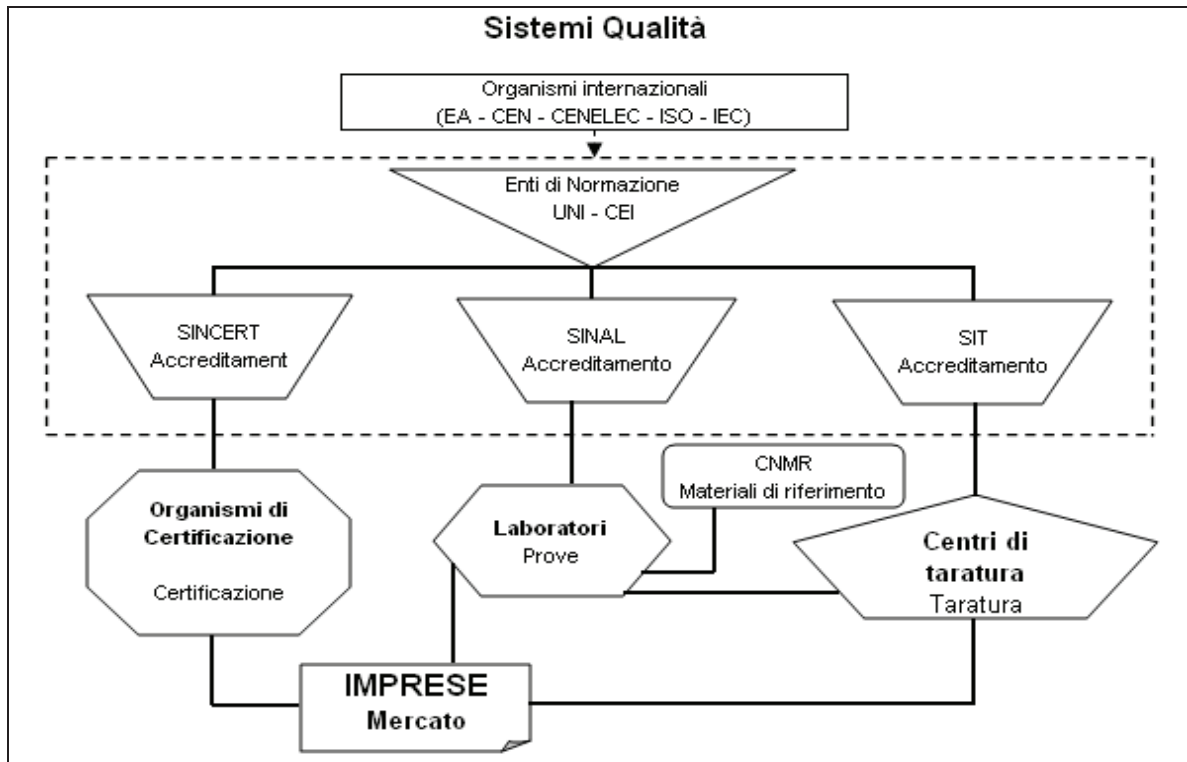 Sistemi Qualità
Organismi internazionali
(EA - CEN - CENELEC - ISO - IEC)
Enti di Normazione
UNI - CEI
SINCERT
Accreditament
SINAL
Accreditamento
SIT
Accreditamento
CNMR
Materiali di riferimento
Organismi di
Certificazione
Certificazione
Laboratori
Prove
Centri di
taratura
Taratura
IMPRESE
Mercato